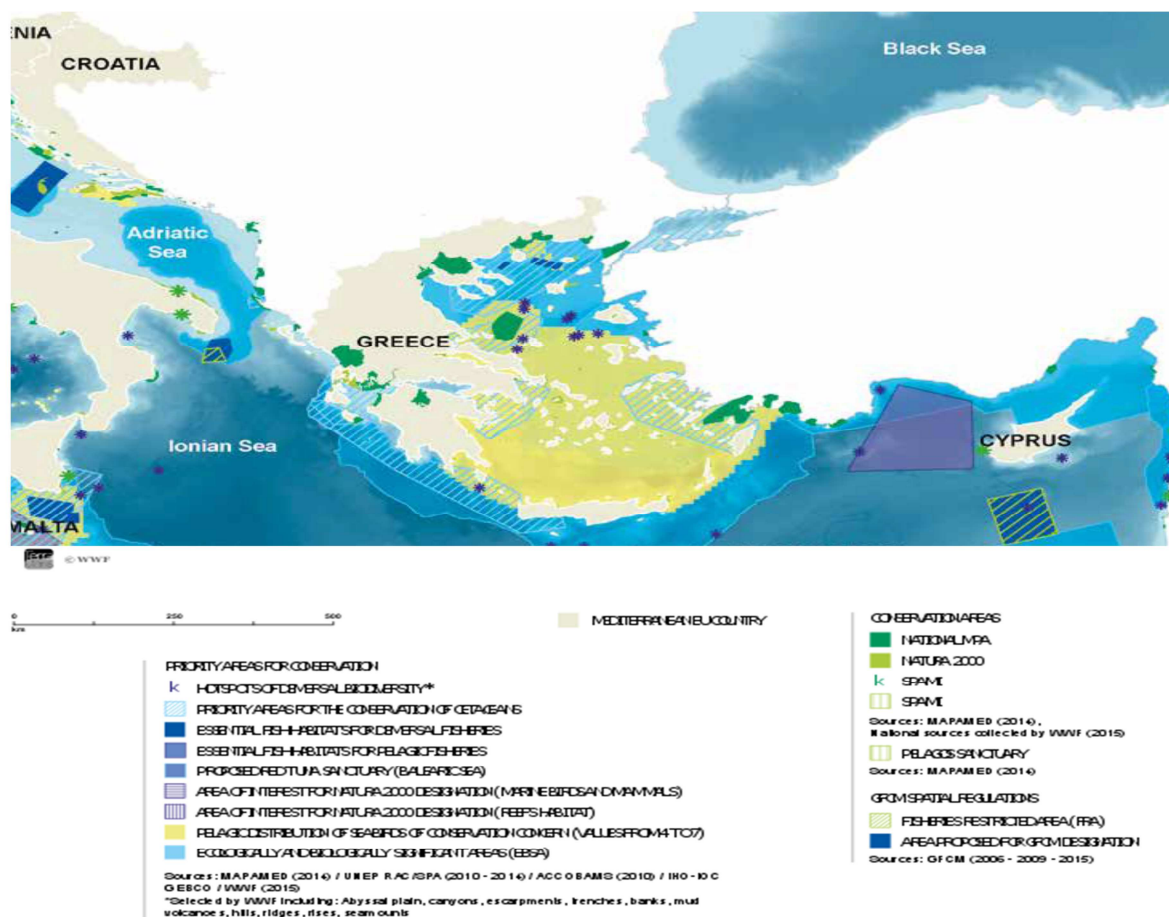 ENIA
CROATIA
Black Sea
Adriatic
Sea
GREECE
Ionian Sea
CYPRUS
MALTA
© WWF
0 250 500
km
MEDITERRANEAN EU COUNTRY
PRIORITY AREAS FOR CONSERVATION
k HOTSPOTS OF DEMERSAL BIODIVERSITY*
PRIORITY AREAS FOR THE CONSERVATION OF CETACEANS
ESSENTIAL FISH HABITATS FOR DEMERSAL FISHERIES
ESSENTIAL FISH HABITATS FOR PELAGIC FISHERIES
PROPOSED RED TUNA SANCTUARY (BALEARIC SEA)
AREA OF INTEREST FOR NATURA 2000 DESIGNATION (MARINE BIRDS AND MAMMALS)
AREA OF INTEREST FOR NATURA 2000 DESIGNATION (REEFS HABITAT)
PELAGIC DISTRIBUTION OF SEABIRDS OF CONSERVATION CONCERN (VALUES FROM 4 TO 7)
ECOLOGICALLY AND BIOLOGICALLY SIGNIFICANT AREAS (EBSA)
Sources: MAPAMED (2014) / UNEP RAC/SPA (2010 - 2014) / ACCOBAMS (2010) / IHO-IOC
GEBCO / WWF (2015)
*Selected by WWF including: Abyssal plain, canyons, escarpments, trenches, banks, mud
volcanoes, hills, ridges, rises, seamounts
CONSERVATION AREAS
NATIONAL MPA
NATURA 2000
k SPAMI
SPAMI
Sources: MAPAMED (2014),
National sources collected by WWF (2015)
PELAGOS SANCTUARY
Sources: MAPAMED (2014)
GFCM SPATIAL REGULATIONS
FISHERIES RESTRICTED AREA (FRA)
AREA PROPOSED FOR GFCM DESIGNATION
Sources: GFCM (2006 - 2009 - 2015)